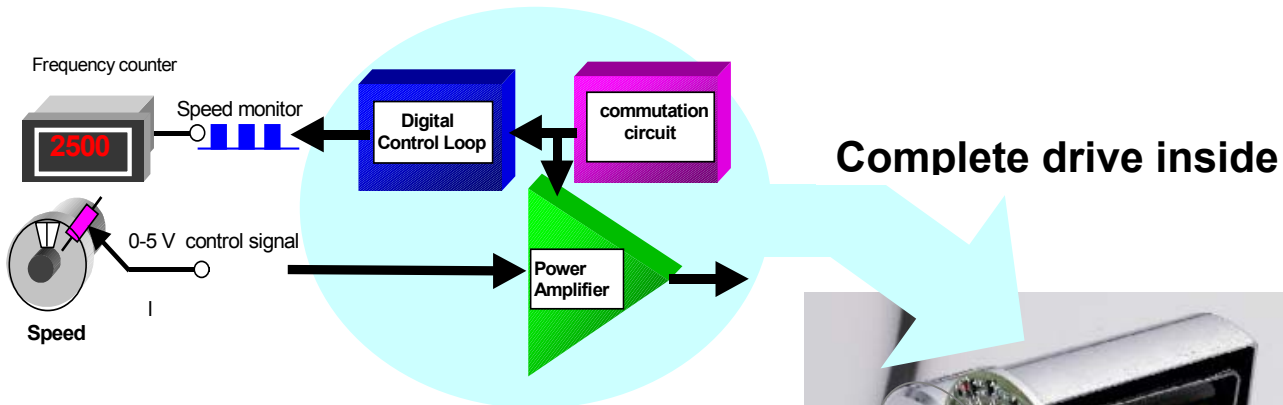 Frequency counter
Speed monitor
2500
Digital
Control Loop
commutation
circuit
Complete drive inside
0-5 V control signal
Power
Amplifier
I
Speed